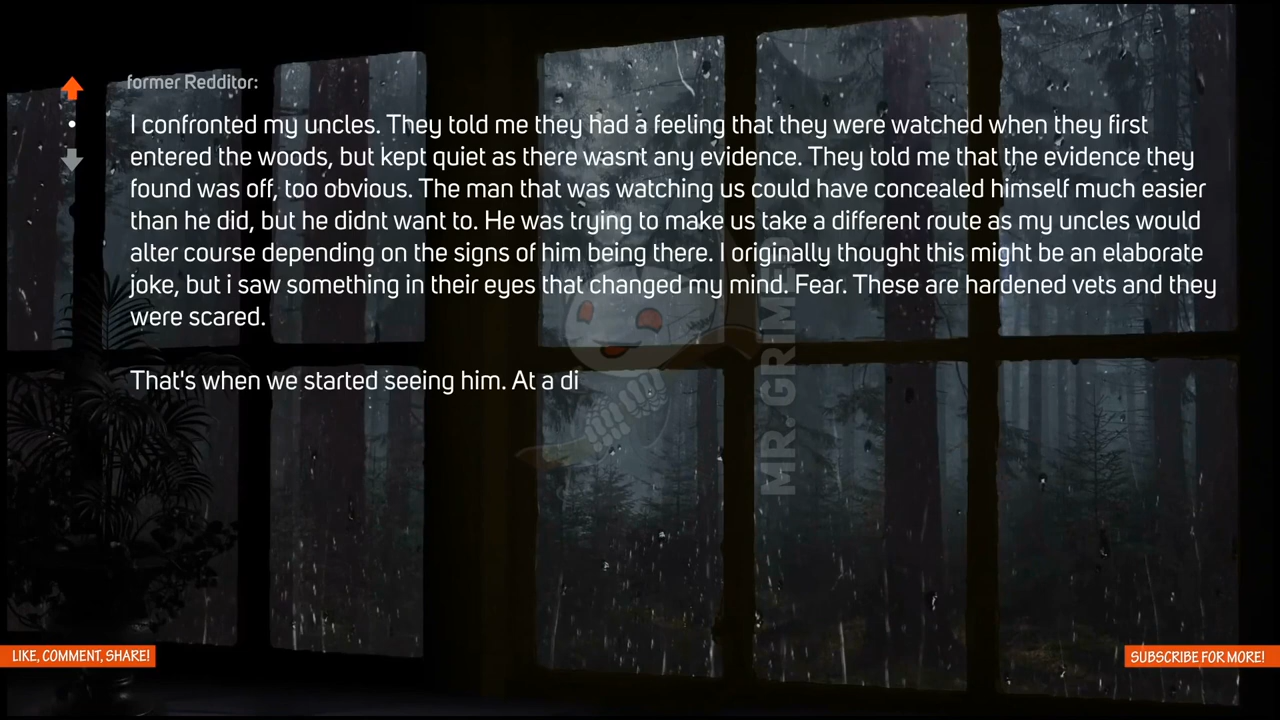 former Redditor:
I confronted my uncles. They told me they had a feeling that they were watched when they first
entered the woods, but kept quiet as there wasnt any evidence. They told me that the evidence they
found was off, too obvious. The man that was watching us could have concealed himself much easier
than he did, but he didnt want to. He was trying to make us take a different route as my uncles would
alter course depending on the signs of him being there. I originally thought this might be an elaborate
joke, but i saw something in their eyes that changed my mind. Fear. These are hardened vets and they
were scared.
That's when we started seeing him. At a di
MR. GRIMES
LIKE, COMMENT, SHARE!
SUBSCRIBE FOR MORE!